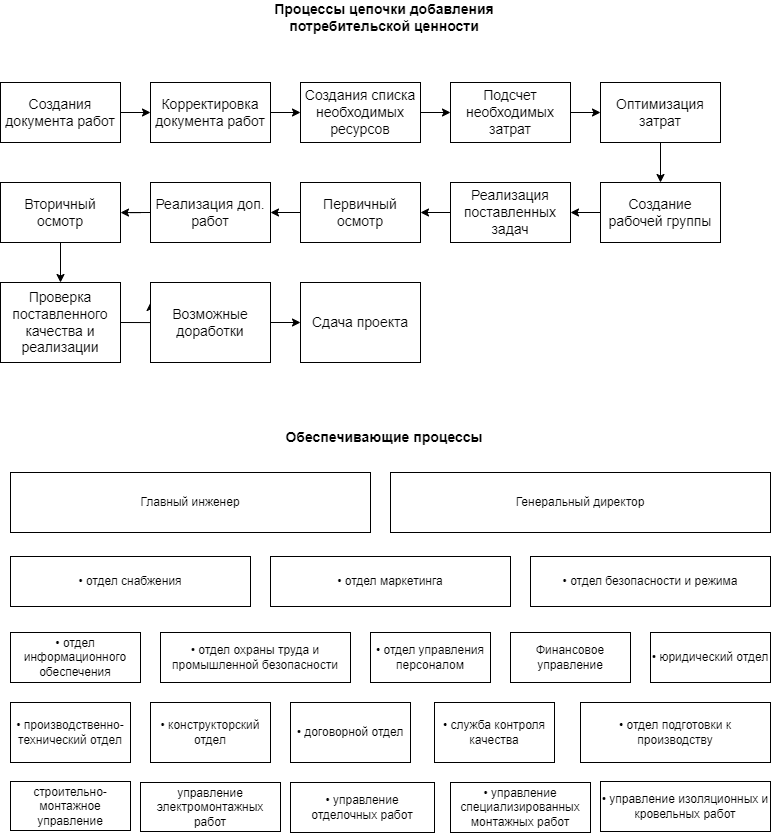 Процессы цепочки добавления
потребительской ценности
Создания
документа работ
Корректировка
документа работ
Создания списка
необходимых
ресурсов
Подсчет
необходимых
затрат
Оптимизация
затрат
Вторичный
осмотр
Реализация доп.
работ
Первичный
осмотр
Реализация
поставленных
задач
Создание
рабочей группы
Проверка
поставленного
качества и
реализации
Возможные
доработки
Сдача проекта
Обеспечивающие процессы
Главный инженер
Генеральный директор
• отдел снабжения
• отдел маркетинга
• отдел безопасности и режима
• отдел
информационного
обеспечения
• отдел охраны труда и
промышленной безопасности
• отдел управления
персоналом
Финансовое
управление
• юридический отдел
• производственно-
технический отдел
• конструкторский
отдел
• договорной отдел
• служба контроля
качества
• отдел подготовки к
производству
строительно-
монтажное
управление
управление
электромонтажных
работ
• управление
отделочных работ
• управление
специализированных
монтажных работ
• управление изоляционных и
кровельных работ